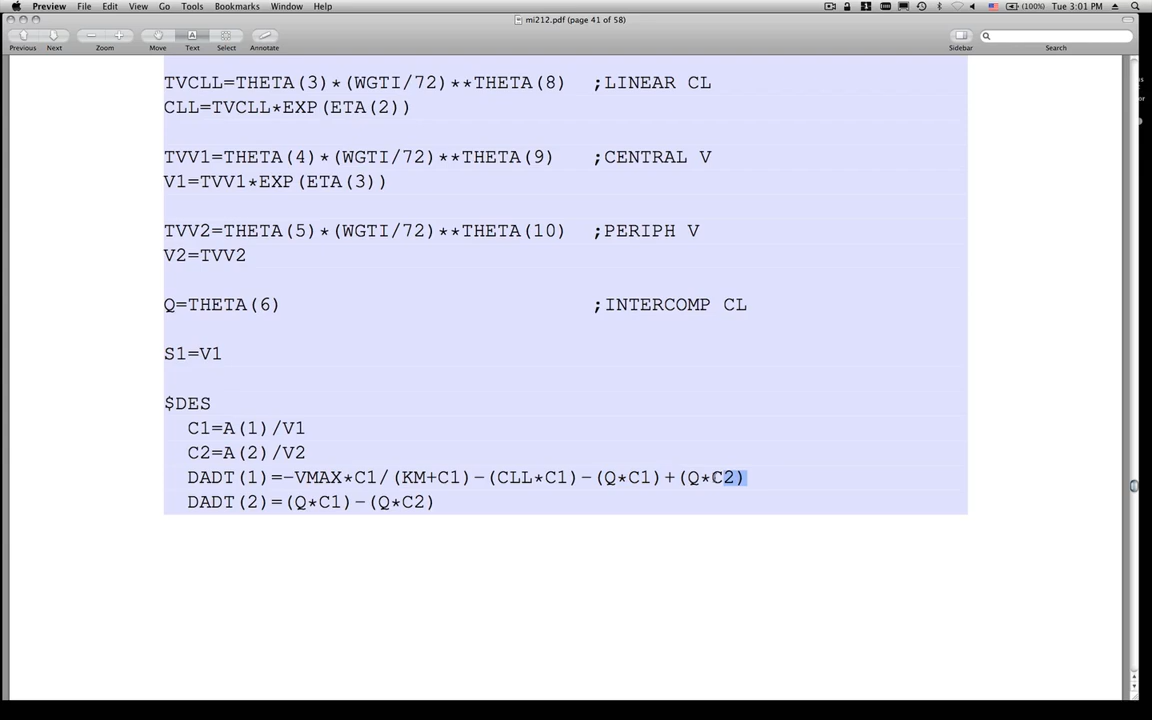 Preview File Edit View Go Tools Bookmarks Window Help (100%) Tue 3:01 PM
mi212.pdf (page 41 of 58)
Previous Next Zoom Move Text Select Annotate Sidebar Search
TVCLL=THETA(3)*(WGTI/72)**THETA(8) ;LINEAR CL
CLL=TVCLL*EXP(ETA(2))
TVV1=THETA(4)*(WGTI/72)**THETA(9) ;CENTRAL V
V1=TVV1*EXP(ETA(3))
TVV2=THETA(5)*(WGTI/72)**THETA(10) ;PERIPH V
V2=TVV2
Q=THETA(6) ;INTERCOMP CL
S1=V1
$DES
C1=A(1)/V1
C2=A(2)/V2
DADT(1)=-VMAX*C1/(KM+C1)-(CLL*C1)-(Q*C1)+(Q*C2)
DADT(2)=(Q*C1)-(Q*C2)